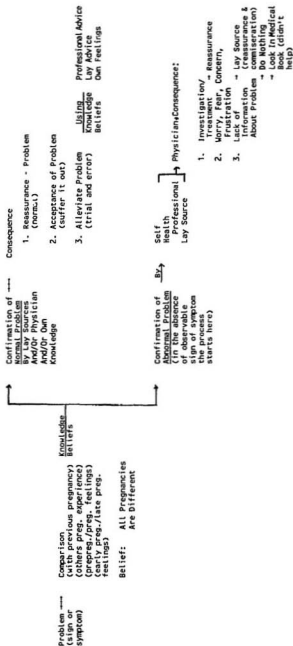 Problem
(sign or
symptom)
Comparison
(with previous pregnancy)
(others preg. experience)
(prepreg./preg. feelings)
(early preg./late preg.
feelings)
Knowledge
Beliefs
Belief: All Pregnancies
Are Different
Confirmation of
Normal Problem
By Lay Sources
And/Or Physician
And/Or Own
Knowledge
Consequence
1. Reassurance - Problem
(normal)
2. Acceptance of Problem
(suffer it out)
3. Alleviate Problem
(trial and error)
Using
Knowledge
Beliefs
Professional Advice
Lay Advice
Own Feelings
Confirmation of
Abnormal Problem
(in the absence
of observable
sign of symptom
the process
starts here)
By
Self
Health
Professional
Lay Source
Physician
Consequence:
1. Investigation/
Treatment → Reassurance
2. Worry, Fear, Concern,
Frustration
3. Lack of
Information
About Problem
→ Lay Source
(reassurance &
commiseration)
→ Do Nothing
→ Look In Medical
Book (didn't
help)